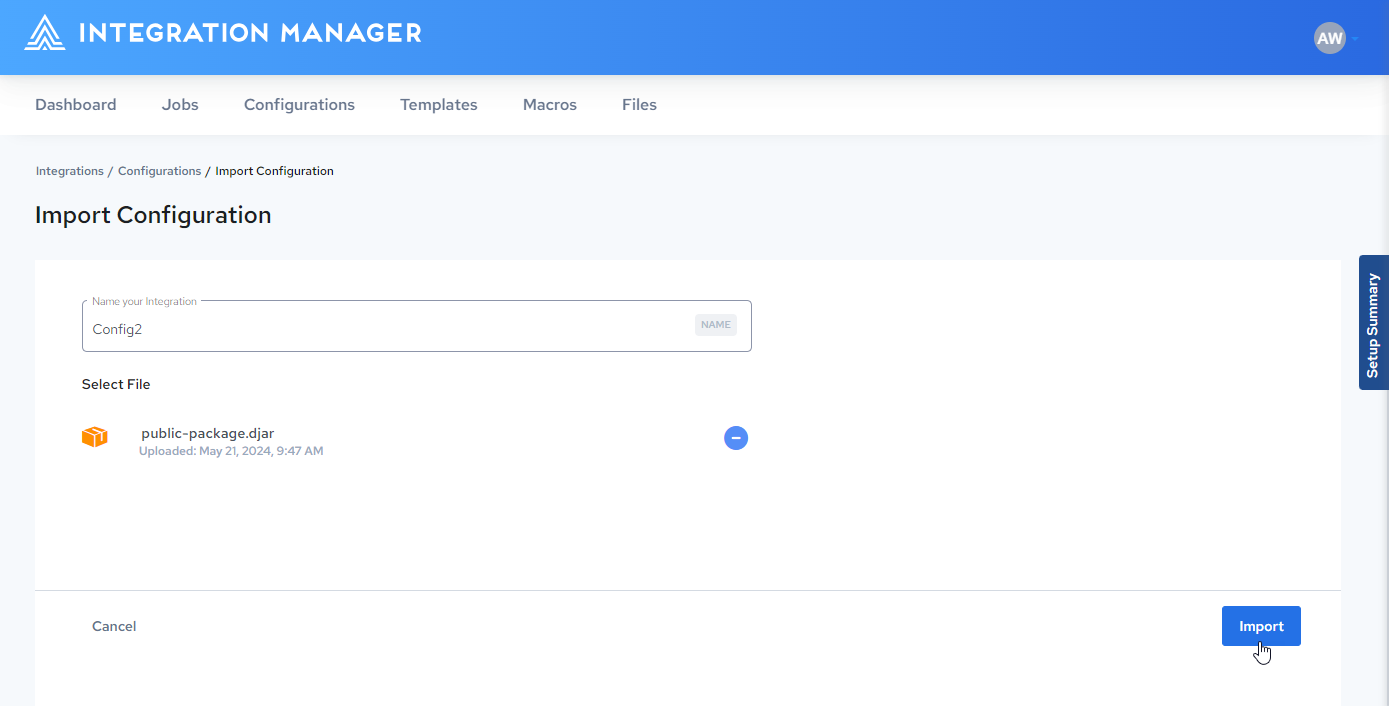 INTEGRATION MANAGER
AW
Dashboard Jobs Configurations Templates Macros Files
Integrations / Configurations / Import Configuration
Import Configuration
Name your Integration
Config2 NAME
Setup Summary
Select File
public-package.djar
Uploaded: May 21, 2024, 9:47 AM
Cancel Import